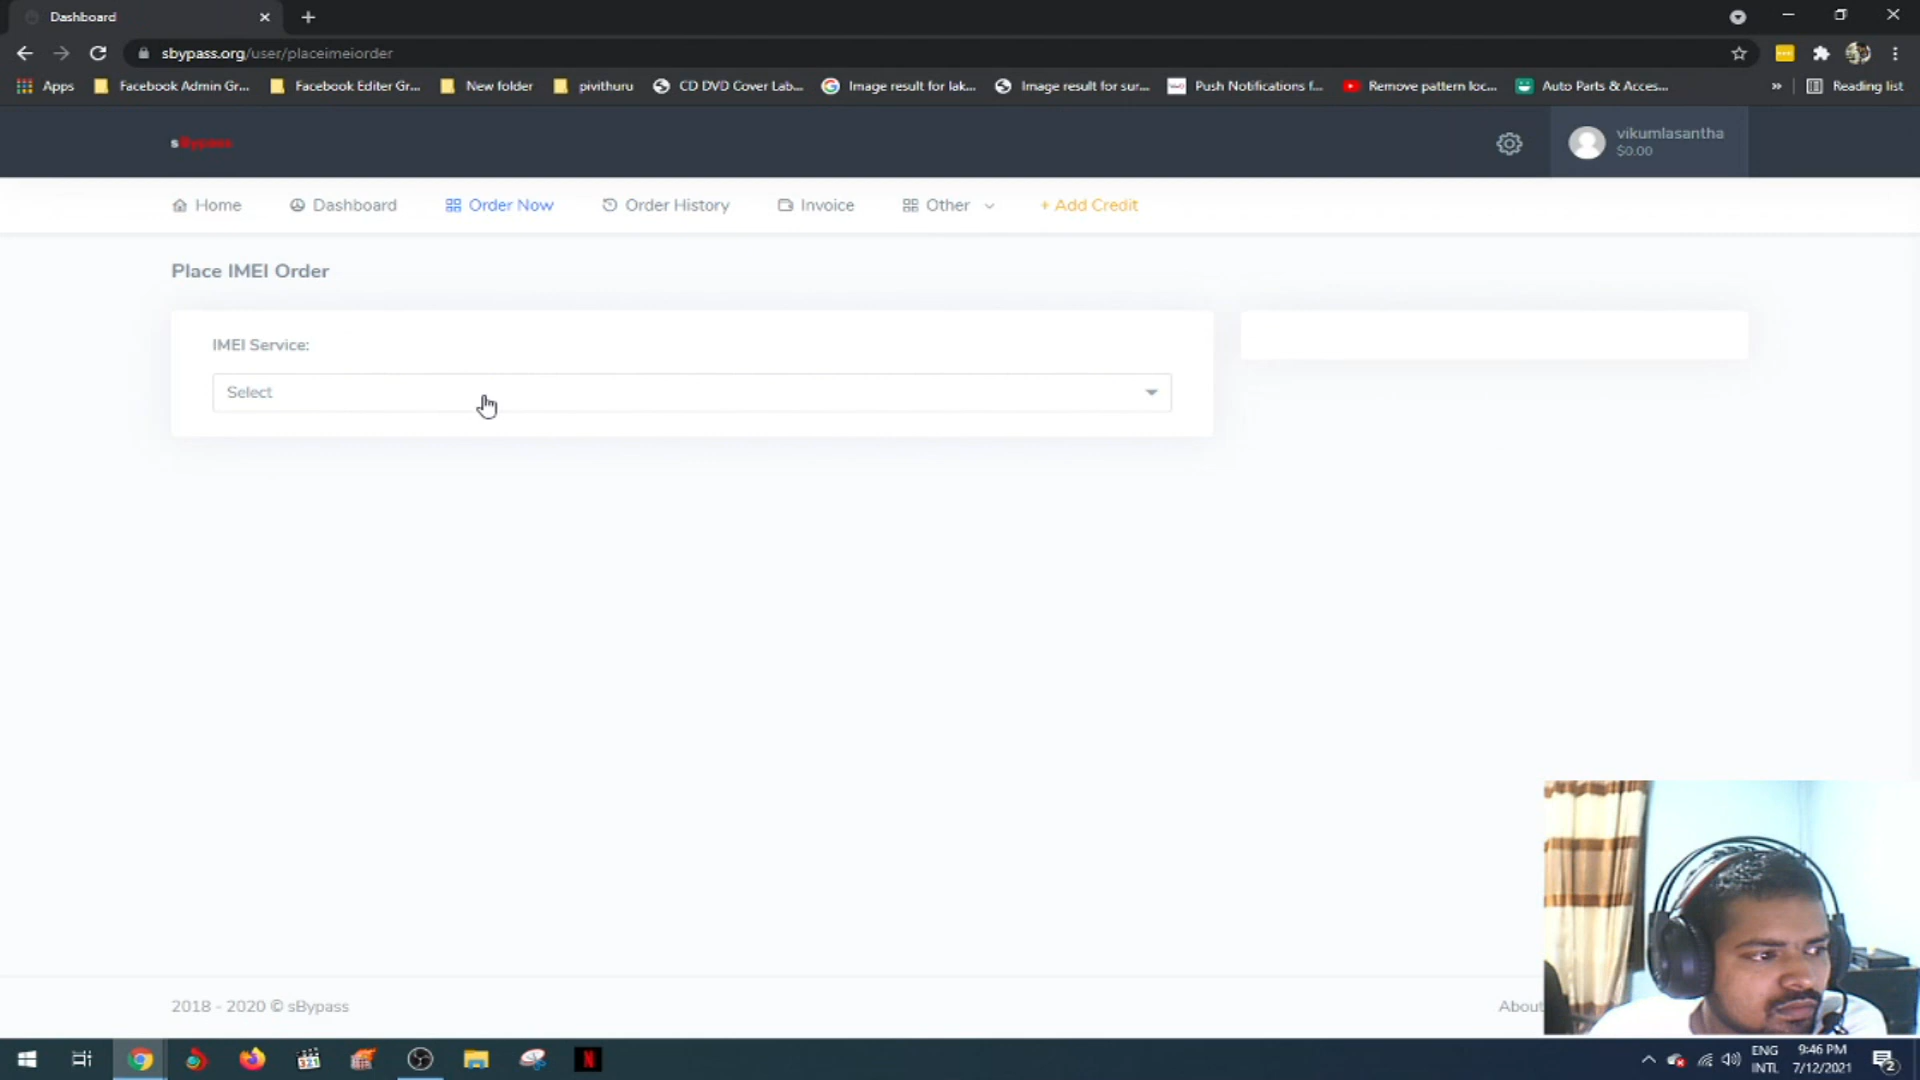 Dashboard
sbypass.org/user/placeimeiorder
Apps Facebook Admin Gr... Facebook Editer Gr... New folder pivithuru CD DVD Cover Lab... Image result for lak... Image result for sur... Push Notifications f... Remove pattern loc... Auto Parts & Acces... » Reading list
sBypass
vikumlasantha
$0.00
Home Dashboard Order Now Order History Invoice Other + Add Credit
Place IMEI Order
IMEI Service:
Select
2018 - 2020 © sBypass
About
ENG
INTL
9:46 PM
7/12/2021
2